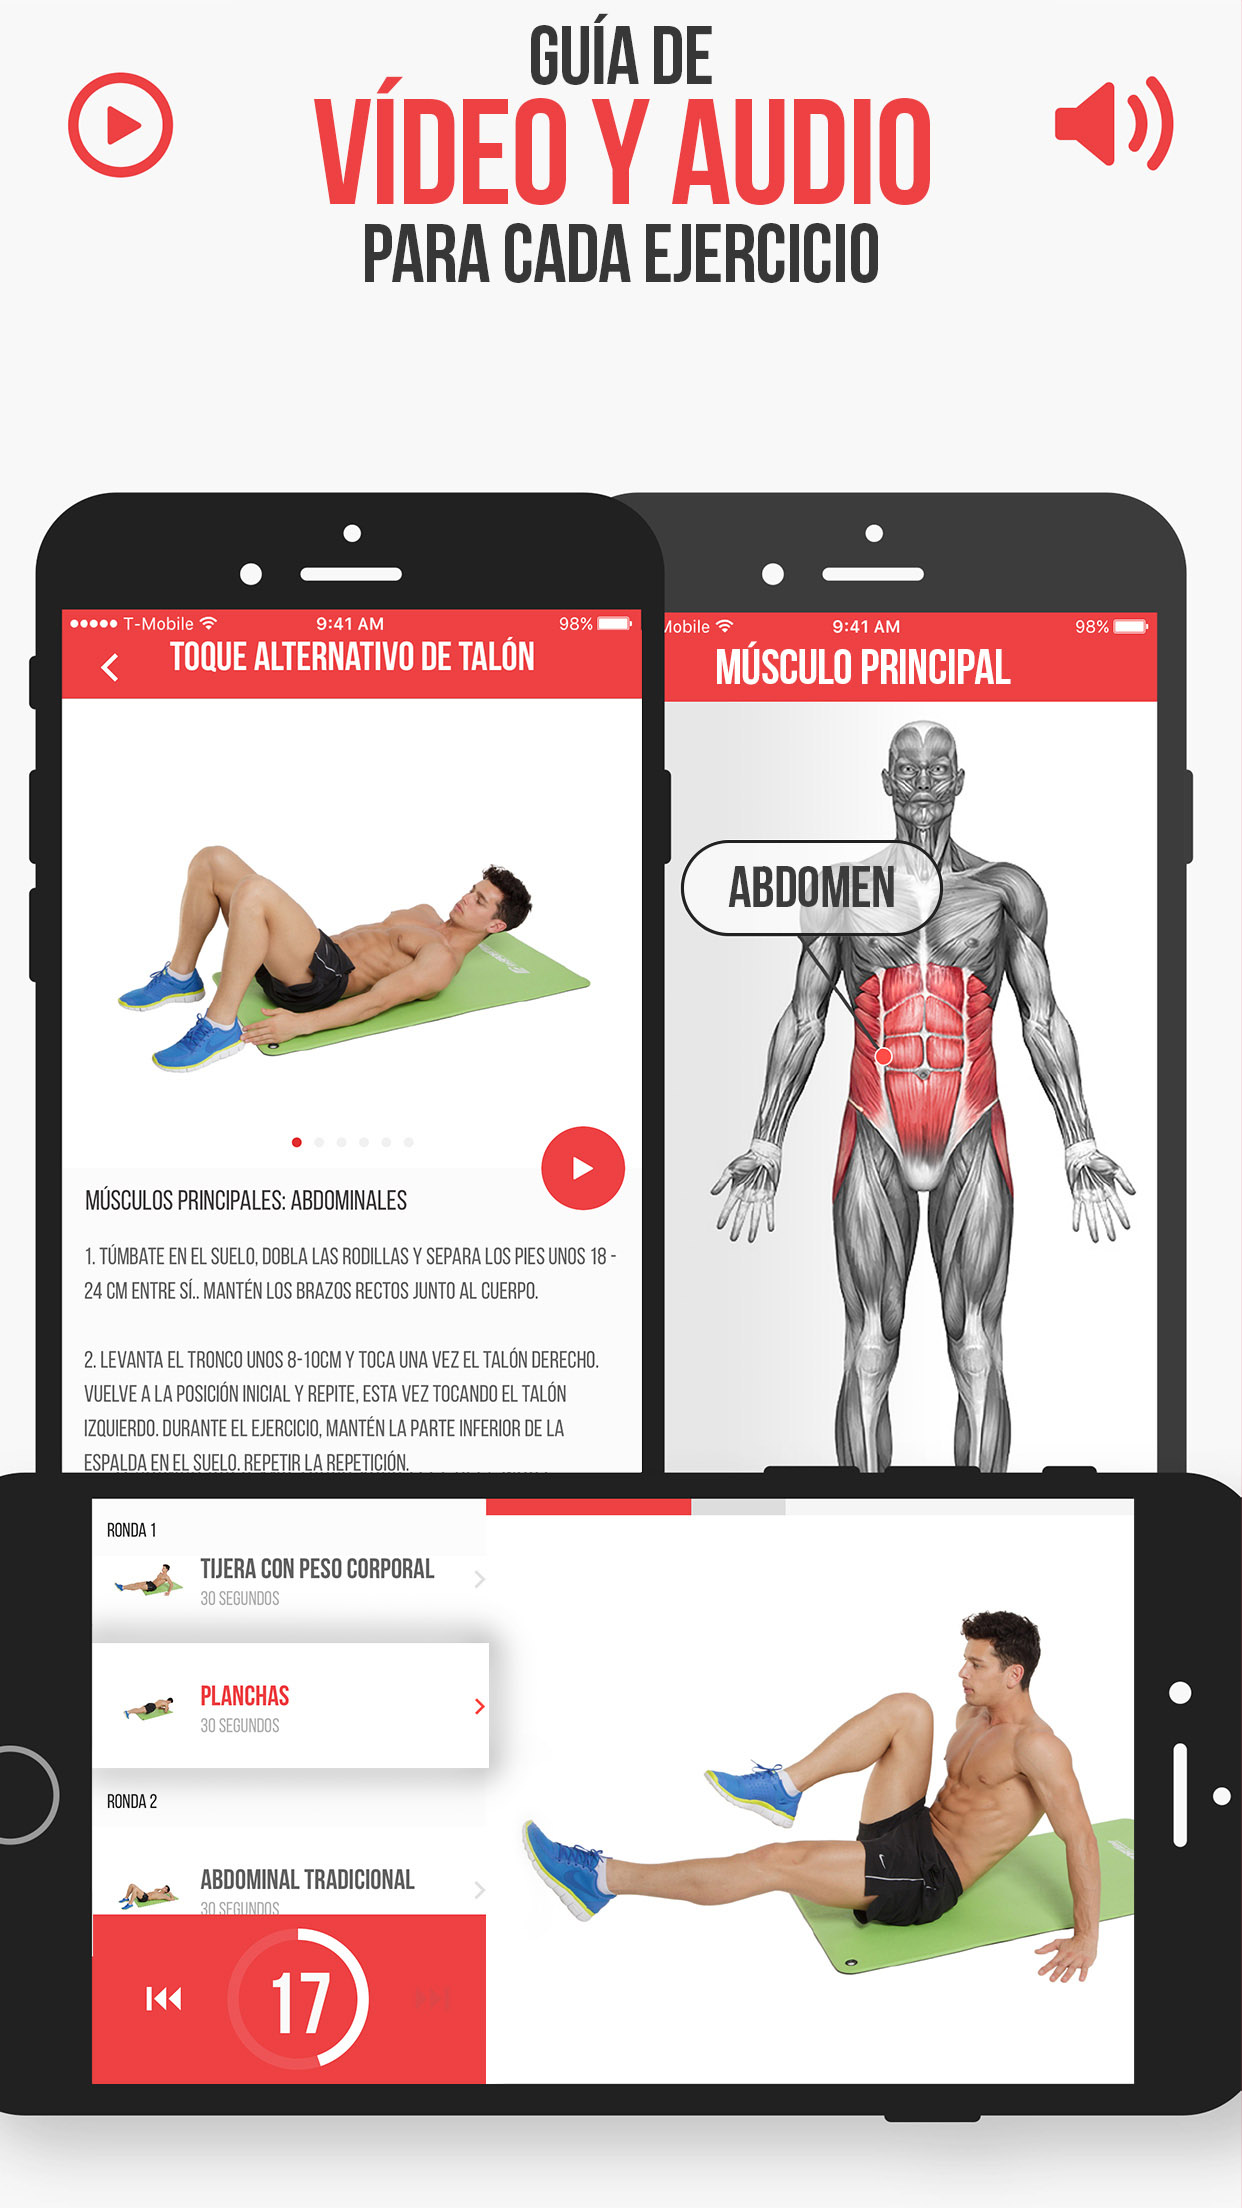 GUÍA DE
VÍDEO Y AUDIO
PARA CADA EJERCICIO
T-Mobile 9:41 AM 98%
TOQUE ALTERNATIVO DE TALÓN
MÚSCULOS PRINCIPALES: ABDOMINALES
1. TÚMBATE EN EL SUELO, DOBLA LAS RODILLAS Y SEPARA LOS PIES UNOS 18 -
24 CM ENTRE SÍ.. MANTÉN LOS BRAZOS RECTOS JUNTO AL CUERPO.
2. LEVANTA EL TRONCO UNOS 8-10CM Y TOCA UNA VEZ EL TALÓN DERECHO.
VUELVE A LA POSICIÓN INICIAL Y REPITE, ESTA VEZ TOCANDO EL TALÓN
IZQUIERDO. DURANTE EL EJERCICIO, MANTÉN LA PARTE INFERIOR DE LA
ESPALDA EN EL SUELO. REPETIR LA REPETICIÓN.
Mobile 9:41 AM 98%
MÚSCULO PRINCIPAL
ABDOMEN
RONDA 1
TIJERA CON PESO CORPORAL
30 SEGUNDOS
PLANCHAS
30 SEGUNDOS
RONDA 2
ABDOMINAL TRADICIONAL
30 SEGUNDOS
17